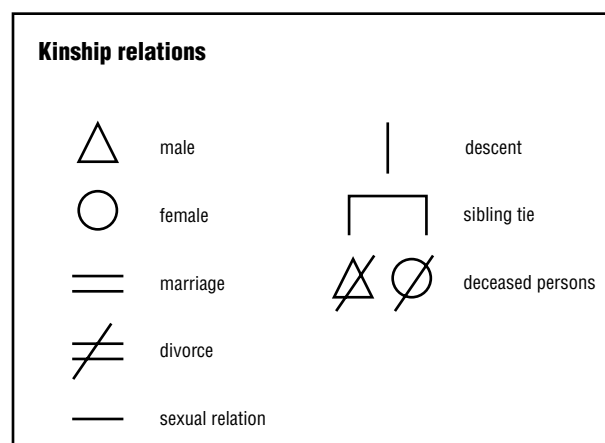 Kinship relations
male
female
marriage
divorce
sexual relation
descent
sibling tie
deceased persons